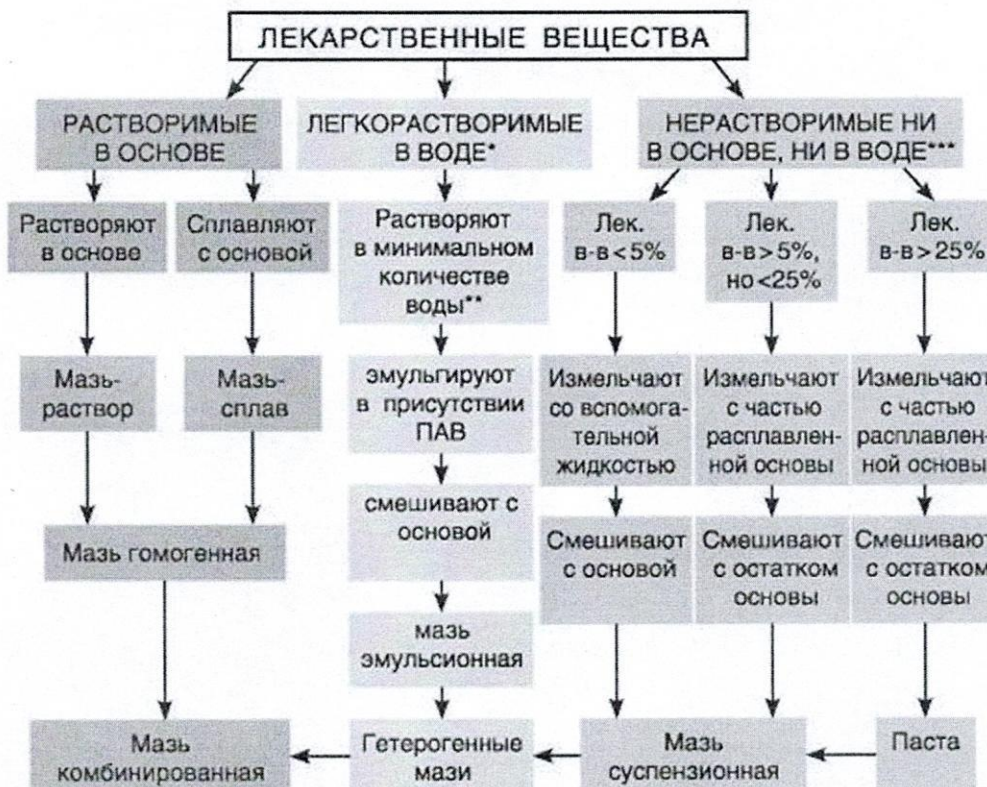 ЛЕКАРСТВЕННЫЕ ВЕЩЕСТВА
РАСТВОРИМЫЕ
В ОСНОВЕ
ЛЕГКОРАСТВОРИМЫЕ
В ВОДЕ*
НЕРАСТВОРИМЫЕ НИ
В ОСНОВЕ, НИ В ВОДЕ***
Растворяют
в основе
Сплавляют
с основой
Растворяют
в минимальном
количестве
воды**
Лек.
в-в<5%
Лек.
в-в>5%,
но<25%
Лек.
в-в>25%
Мазь-
раствор
Мазь-
сплав
эмульгируют
в присутствии
ПАВ
Измельчают
со вспомога-
тельной
жидкостью
Измельчают
с частью
расплавлен-
ной основы
Измельчают
с частью
расплавлен-
ной основы
смешивают с
основой
Мазь гомогенная
Смешивают
с основой
Смешивают
с остатком
основы
Смешивают
с остатком
основы
мазь
эмульсионная
Мазь
комбинированная
Гетерогенные
мази
Мазь
суспензионная
Паста